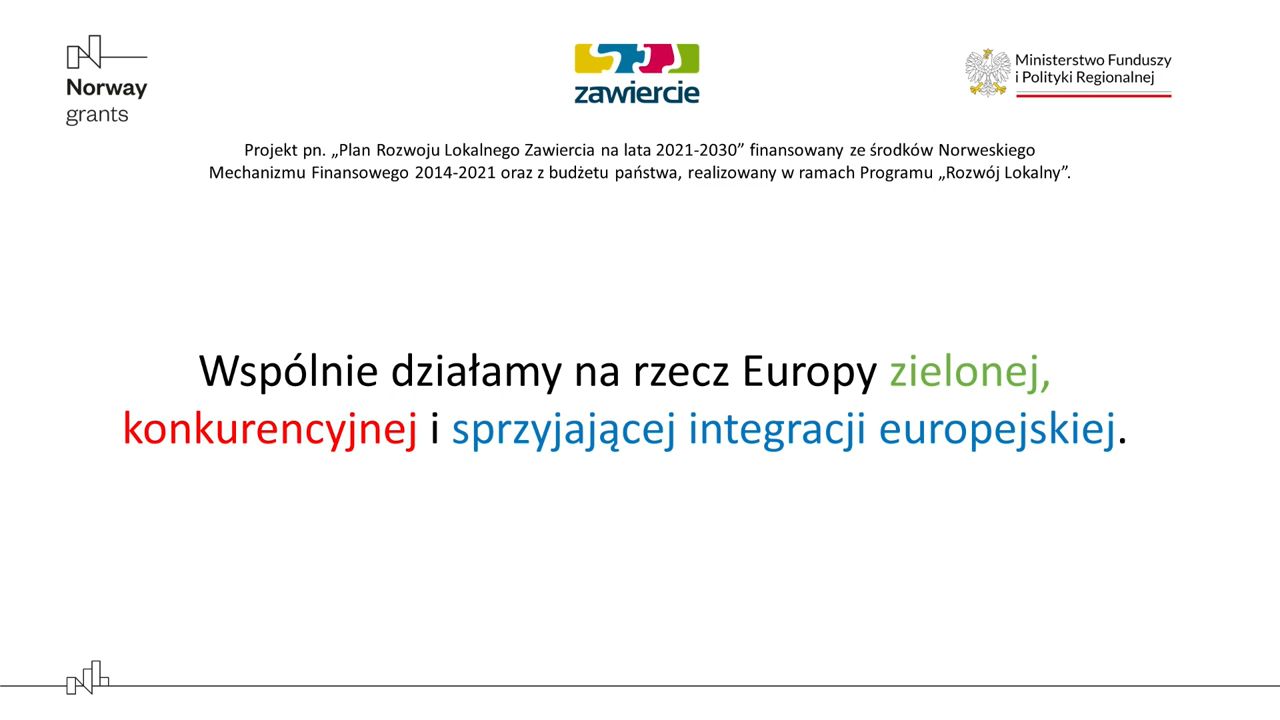 Norway
grants
zawiercie
Ministerstwo Funduszy
i Polityki Regionalnej
Projekt pn. „Plan Rozwoju Lokalnego Zawiercia na lata 2021-2030” finansowany ze środków Norweskiego
Mechanizmu Finansowego 2014-2021 oraz z budżetu państwa, realizowany w ramach Programu „Rozwój Lokalny”.
Wspólnie działamy na rzecz Europy zielonej,
konkurencyjnej i sprzyjającej integracji europejskiej.